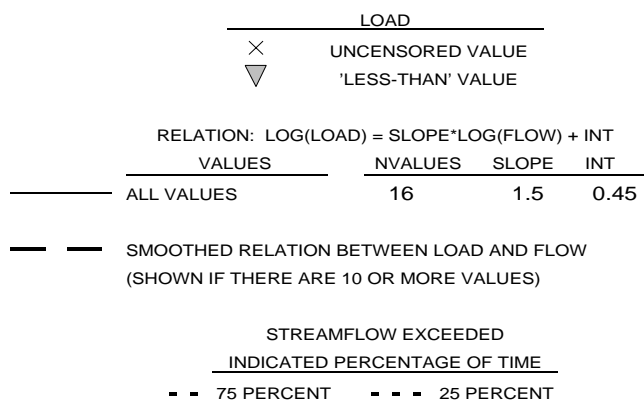 LOAD
UNCENSORED VALUE
'LESS-THAN' VALUE
RELATION: LOG(LOAD) = SLOPE*LOG(FLOW) + INT
VALUES NVALUES SLOPE INT
ALL VALUES 16 1.5 0.45
SMOOTHED RELATION BETWEEN LOAD AND FLOW
(SHOWN IF THERE ARE 10 OR MORE VALUES)
STREAMFLOW EXCEEDED
INDICATED PERCENTAGE OF TIME
75 PERCENT 25 PERCENT